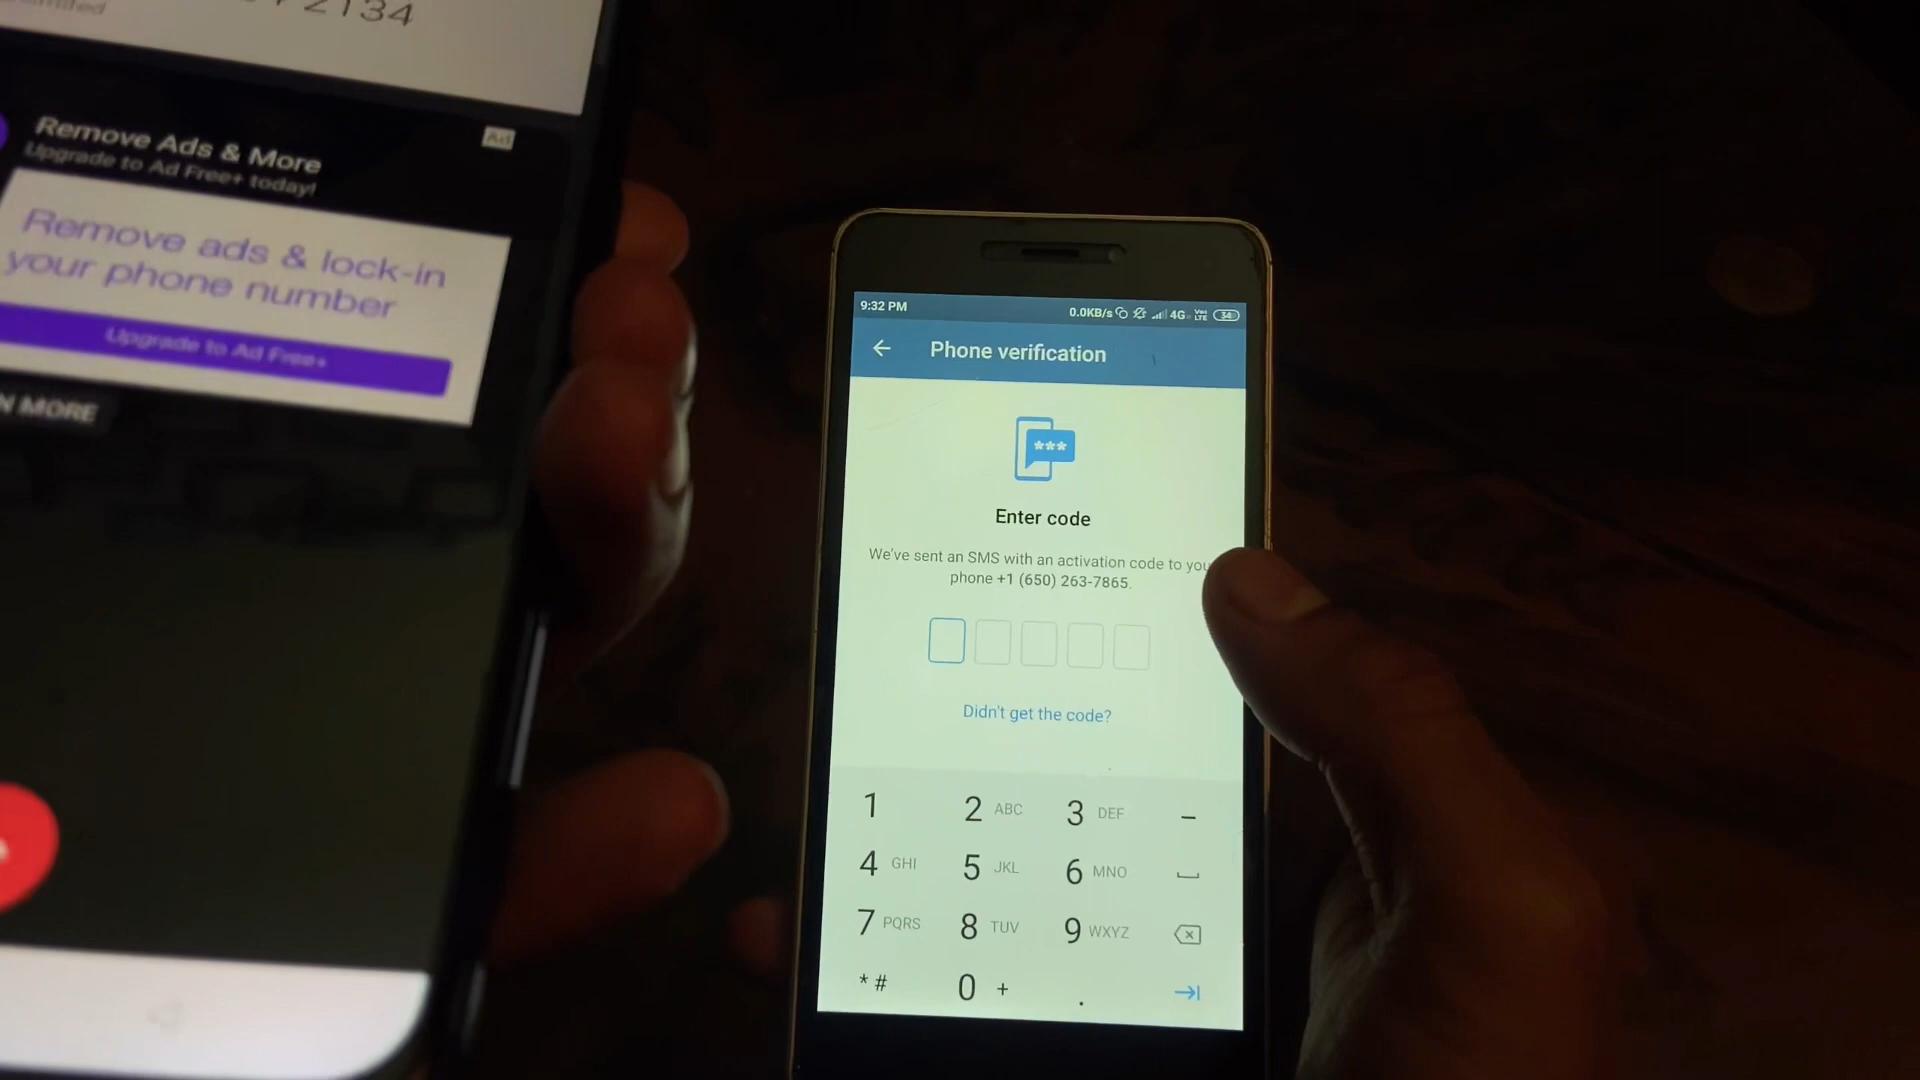 2134
Remove Ads & More
Ad
Upgrade to Ad Free+ today!
Remove ads & lock-in
your phone number
Upgrade to Ad Free+
MORE
9:32 PM
0.0KB/s 4G Vo LTE 34
Phone verification
***
Enter code
We've sent an SMS with an activation code to you
phone +1 (650) 263-7865.
Didn't get the code?
1 2 ABC 3 DEF –
4 GHI 5 JKL 6 MNO
7 PQRS 8 TUV 9 WXYZ
* # 0 + .